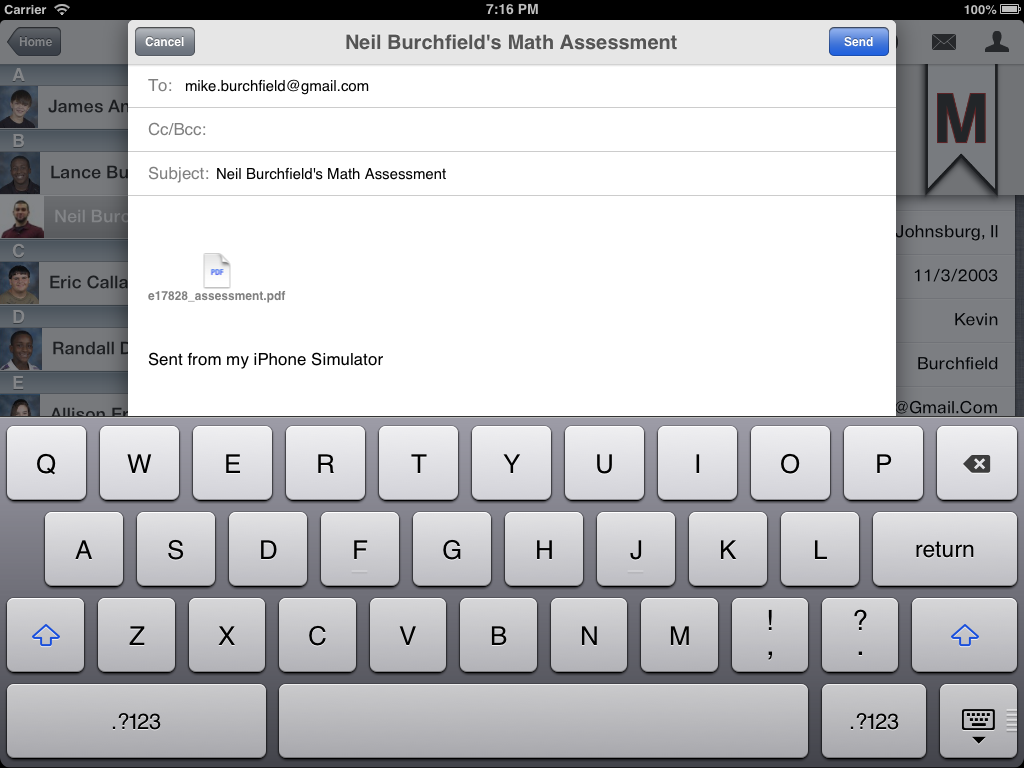 Carrier 7:16 PM 100%
Home
Cancel Neil Burchfield's Math Assessment Send
To: mike.burchfield@gmail.com
Cc/Bcc:
Subject: Neil Burchfield's Math Assessment
PDF
e17828_assessment.pdf
Sent from my iPhone Simulator
A
James An
B
Lance Bu
Neil Burc
C
Eric Calla
D
Randall D
E
Allison Er
M
Johnsburg, Il
11/3/2003
Kevin
Burchfield
@Gmail.Com
Q W E R T Y U I O P
A S D F G H J K L return
Z X C V B N M ! , ? .
.?123 .?123